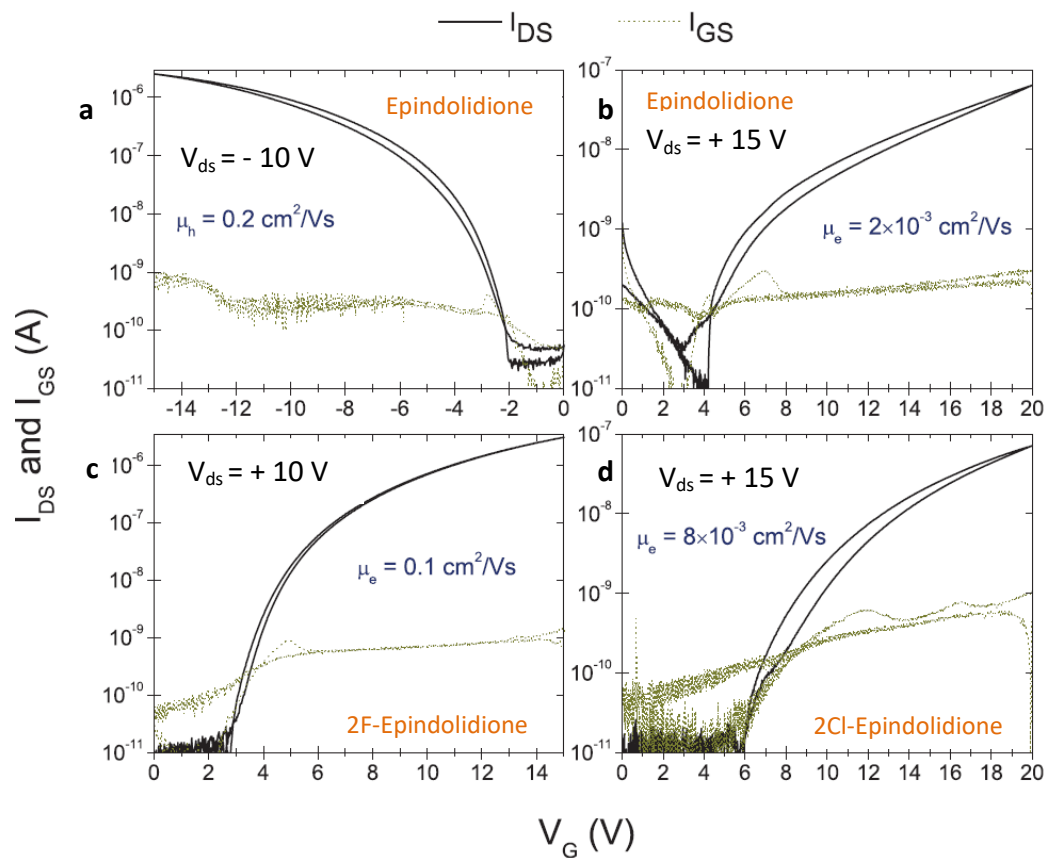 I_DS I_GS
a Epindolidione
V_ds = - 10 V
μ_h = 0.2 cm²/Vs
10⁻⁶
10⁻⁷
10⁻⁸
10⁻⁹
10⁻¹⁰
10⁻¹¹
-14 -12 -10 -8 -6 -4 -2 0
b Epindolidione
V_ds = + 15 V
μ_e = 2×10⁻³ cm²/Vs
10⁻⁷
10⁻⁸
10⁻⁹
10⁻¹⁰
10⁻¹¹
0 2 4 6 8 10 12 14 16 18 20
c V_ds = + 10 V
μ_e = 0.1 cm²/Vs
2F-Epindolidione
10⁻⁶
10⁻⁷
10⁻⁸
10⁻⁹
10⁻¹⁰
10⁻¹¹
0 2 4 6 8 10 12 14
d V_ds = + 15 V
μ_e = 8×10⁻³ cm²/Vs
2Cl-Epindolidione
10⁻⁷
10⁻⁸
10⁻⁹
10⁻¹⁰
10⁻¹¹
0 2 4 6 8 10 12 14 16 18 20
I_DS and I_GS (A)
V_G (V)